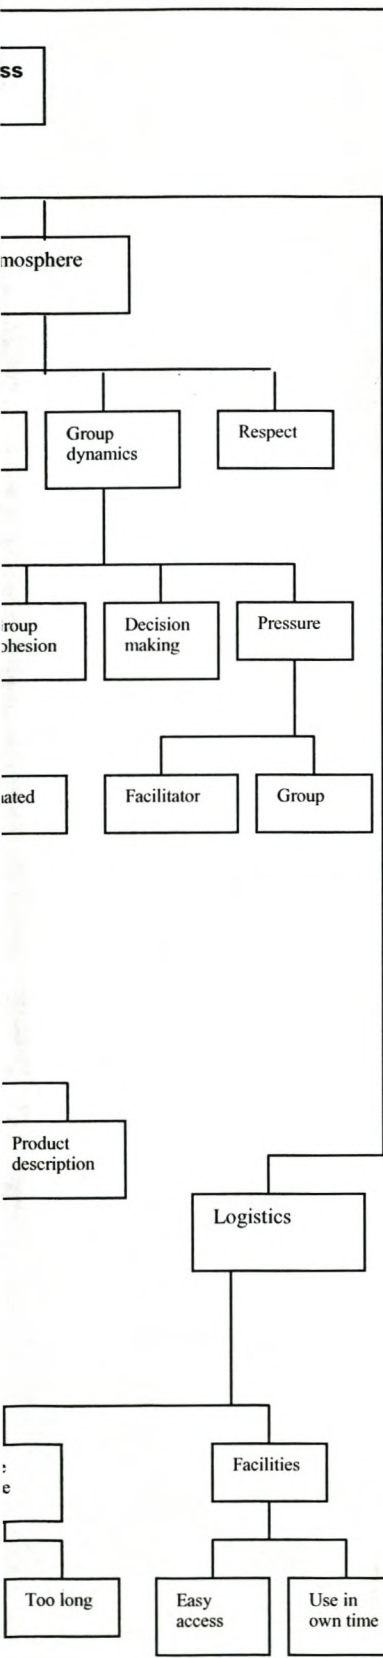 ss
mosphere
Group
dynamics
Respect
roup
ohesion
Decision
making
Pressure
nated
Facilitator
Group
Product
description
Logistics
e
Facilities
Too long
Easy
access
Use in
own time